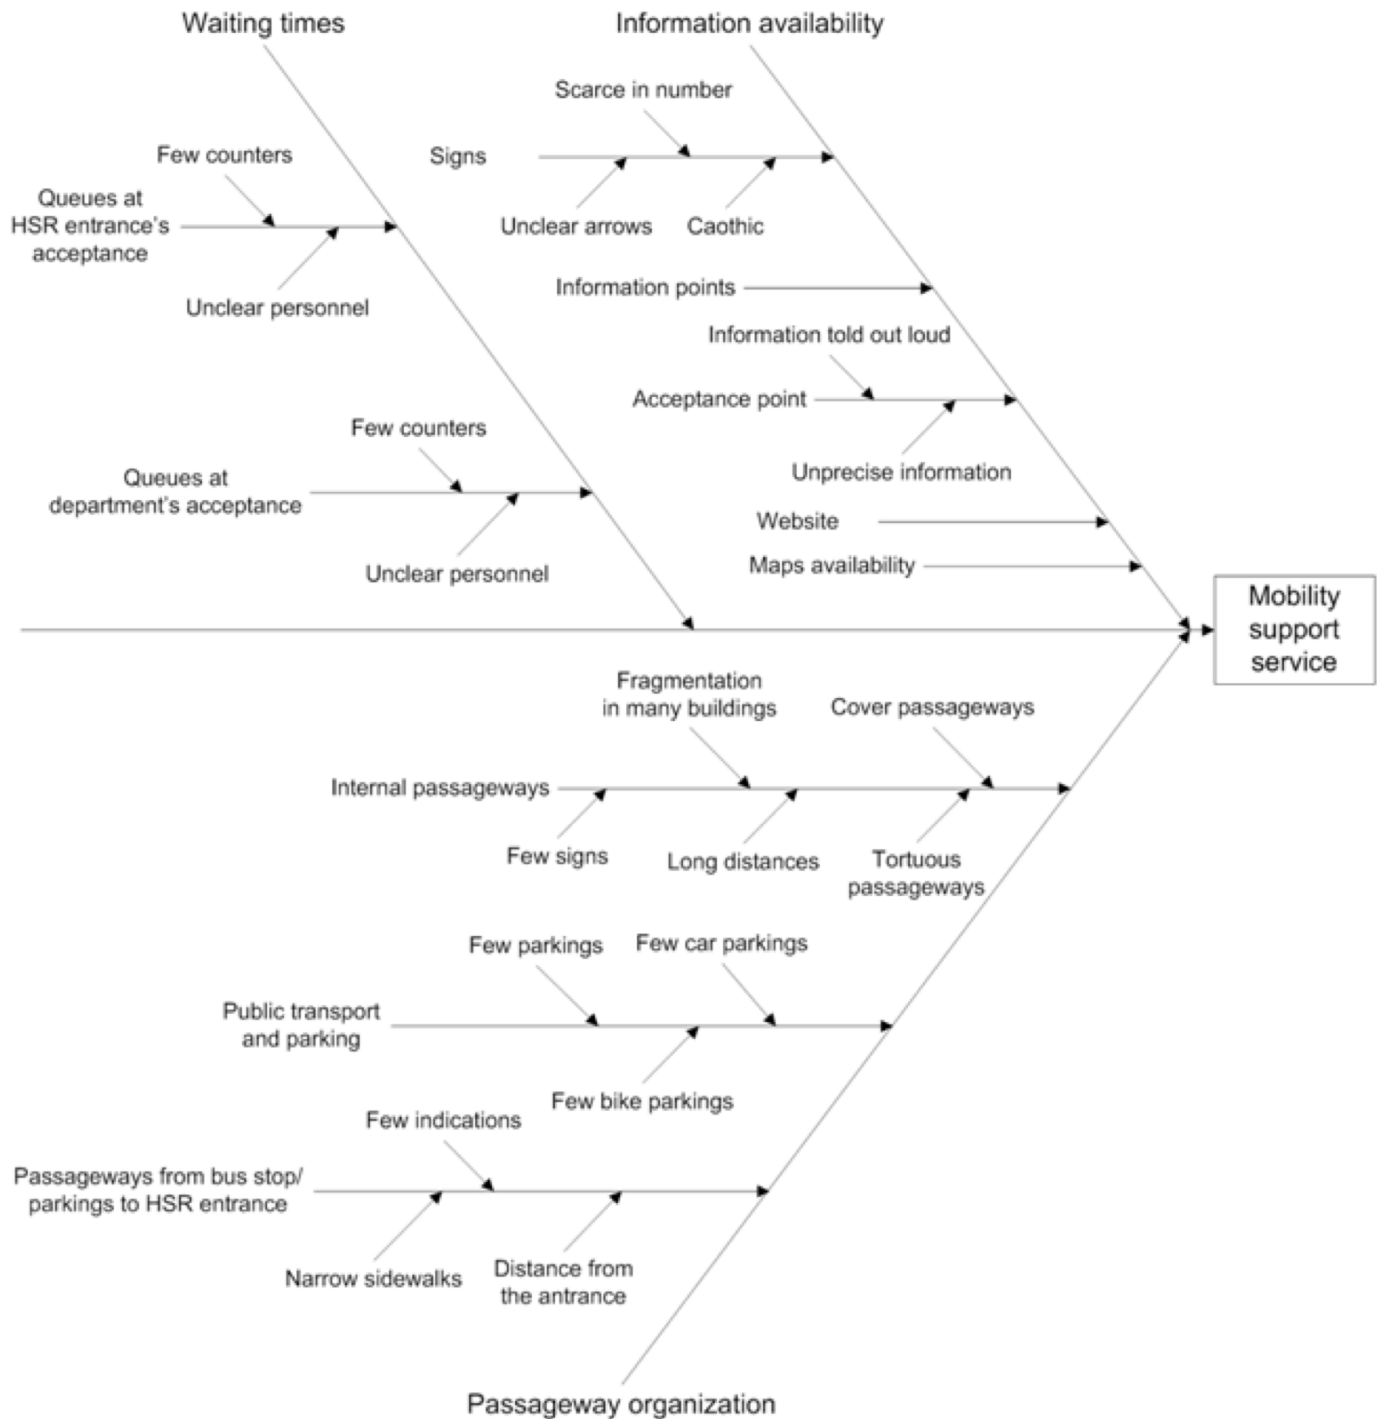 Waiting times
Information availability
Scarce in number
Few counters
Signs
Queues at
HSR entrance's
acceptance
Unclear arrows
Caothic
Unclear personnel
Information points
Information told out loud
Acceptance point
Few counters
Unprecise information
Queues at
department's acceptance
Website
Unclear personnel
Maps availability
Mobility
support
service
Fragmentation
in many buildings
Cover passageways
Internal passageways
Few signs
Long distances
Tortuous
passageways
Few parkings
Few car parkings
Public transport
and parking
Few bike parkings
Few indications
Passageways from bus stop/
parkings to HSR entrance
Narrow sidewalks
Distance from
the antrance
Passageway organization